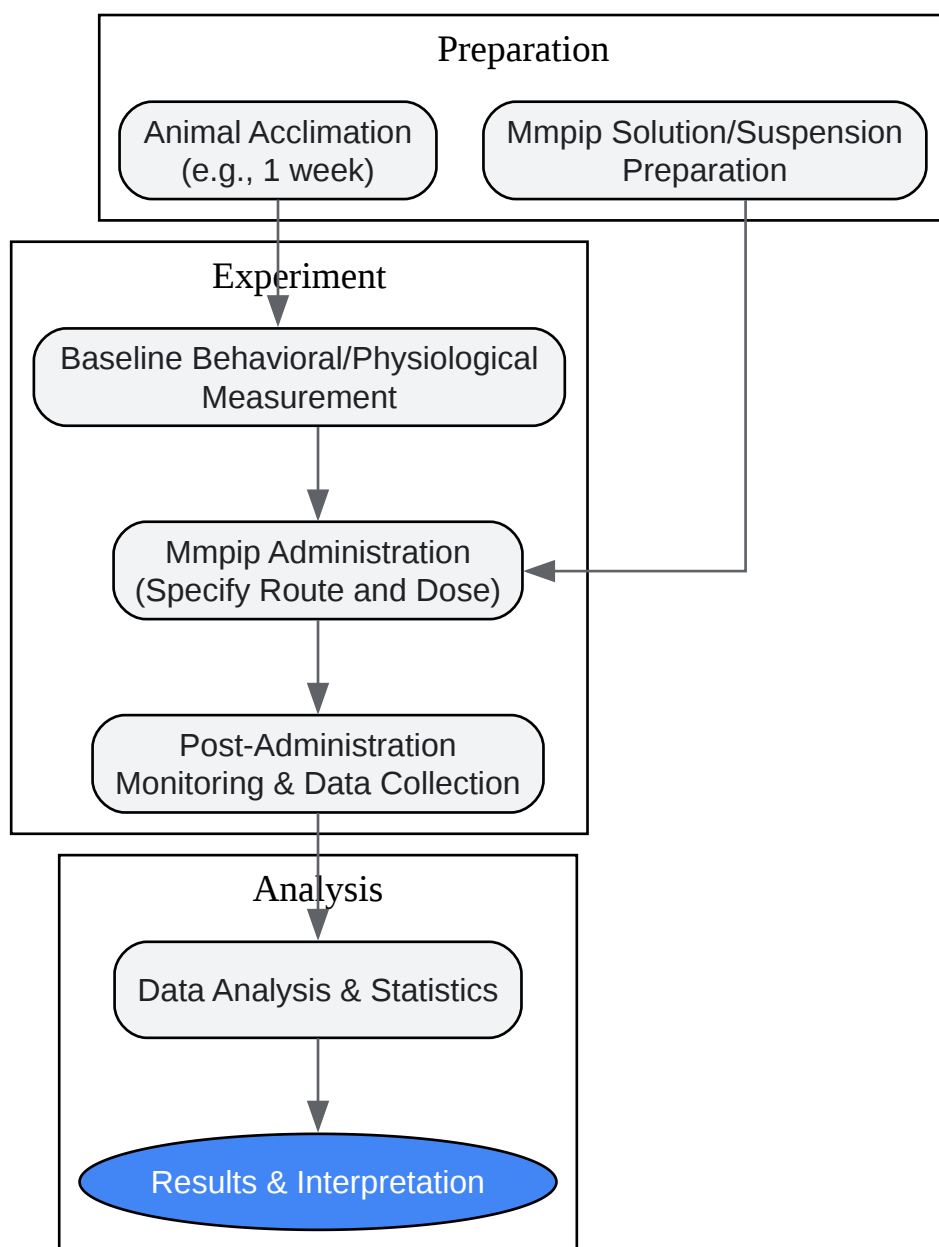 Preparation
Animal Acclimation
(e.g., 1 week)
Mmpip Solution/Suspension
Preparation
Experiment
Baseline Behavioral/Physiological
Measurement
Mmpip Administration
(Specify Route and Dose)
Post-Administration
Monitoring & Data Collection
Analysis
Data Analysis & Statistics
Results & Interpretation